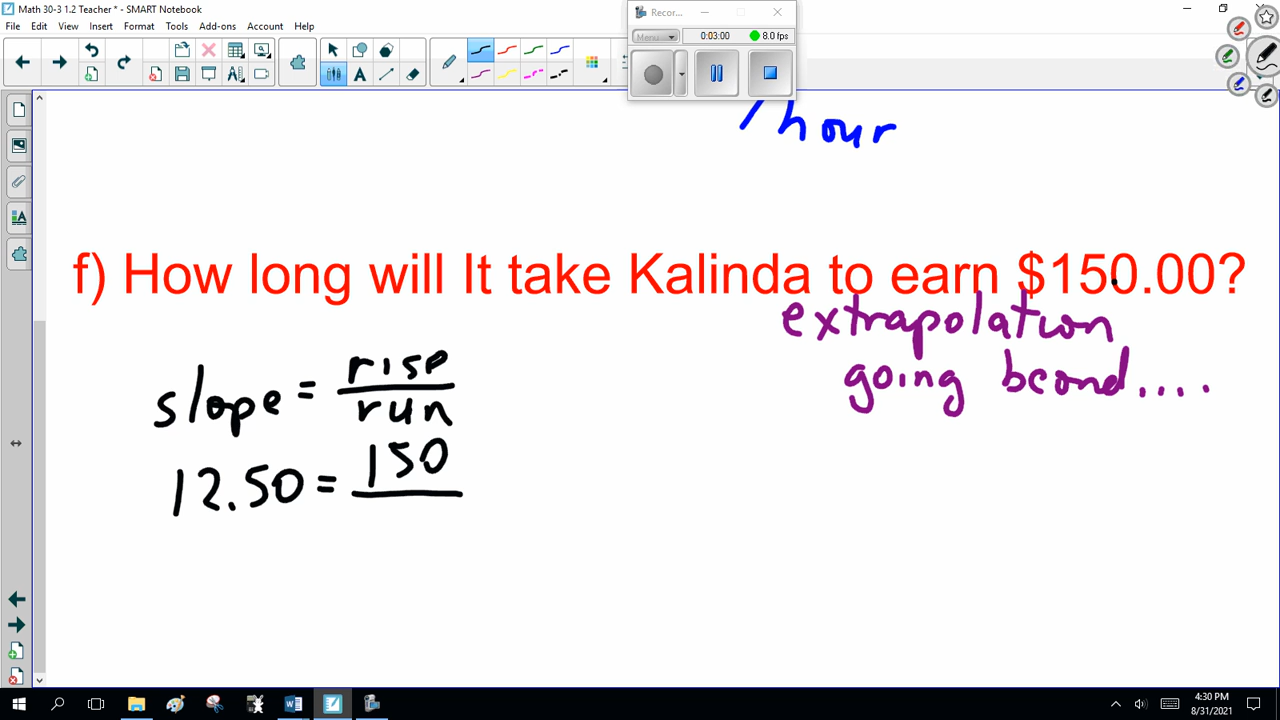 Math 30-3 1.2 Teacher * - SMART Notebook
File Edit View Insert Format Tools Add-ons Account Help
Recor...
Menu 0:03:00 8.0 fps
/hour
f) How long will It take Kalinda to earn $150.00?
extrapolation
going beond....
slope = rise
run
12.50 = 150
4:30 PM
8/31/2021